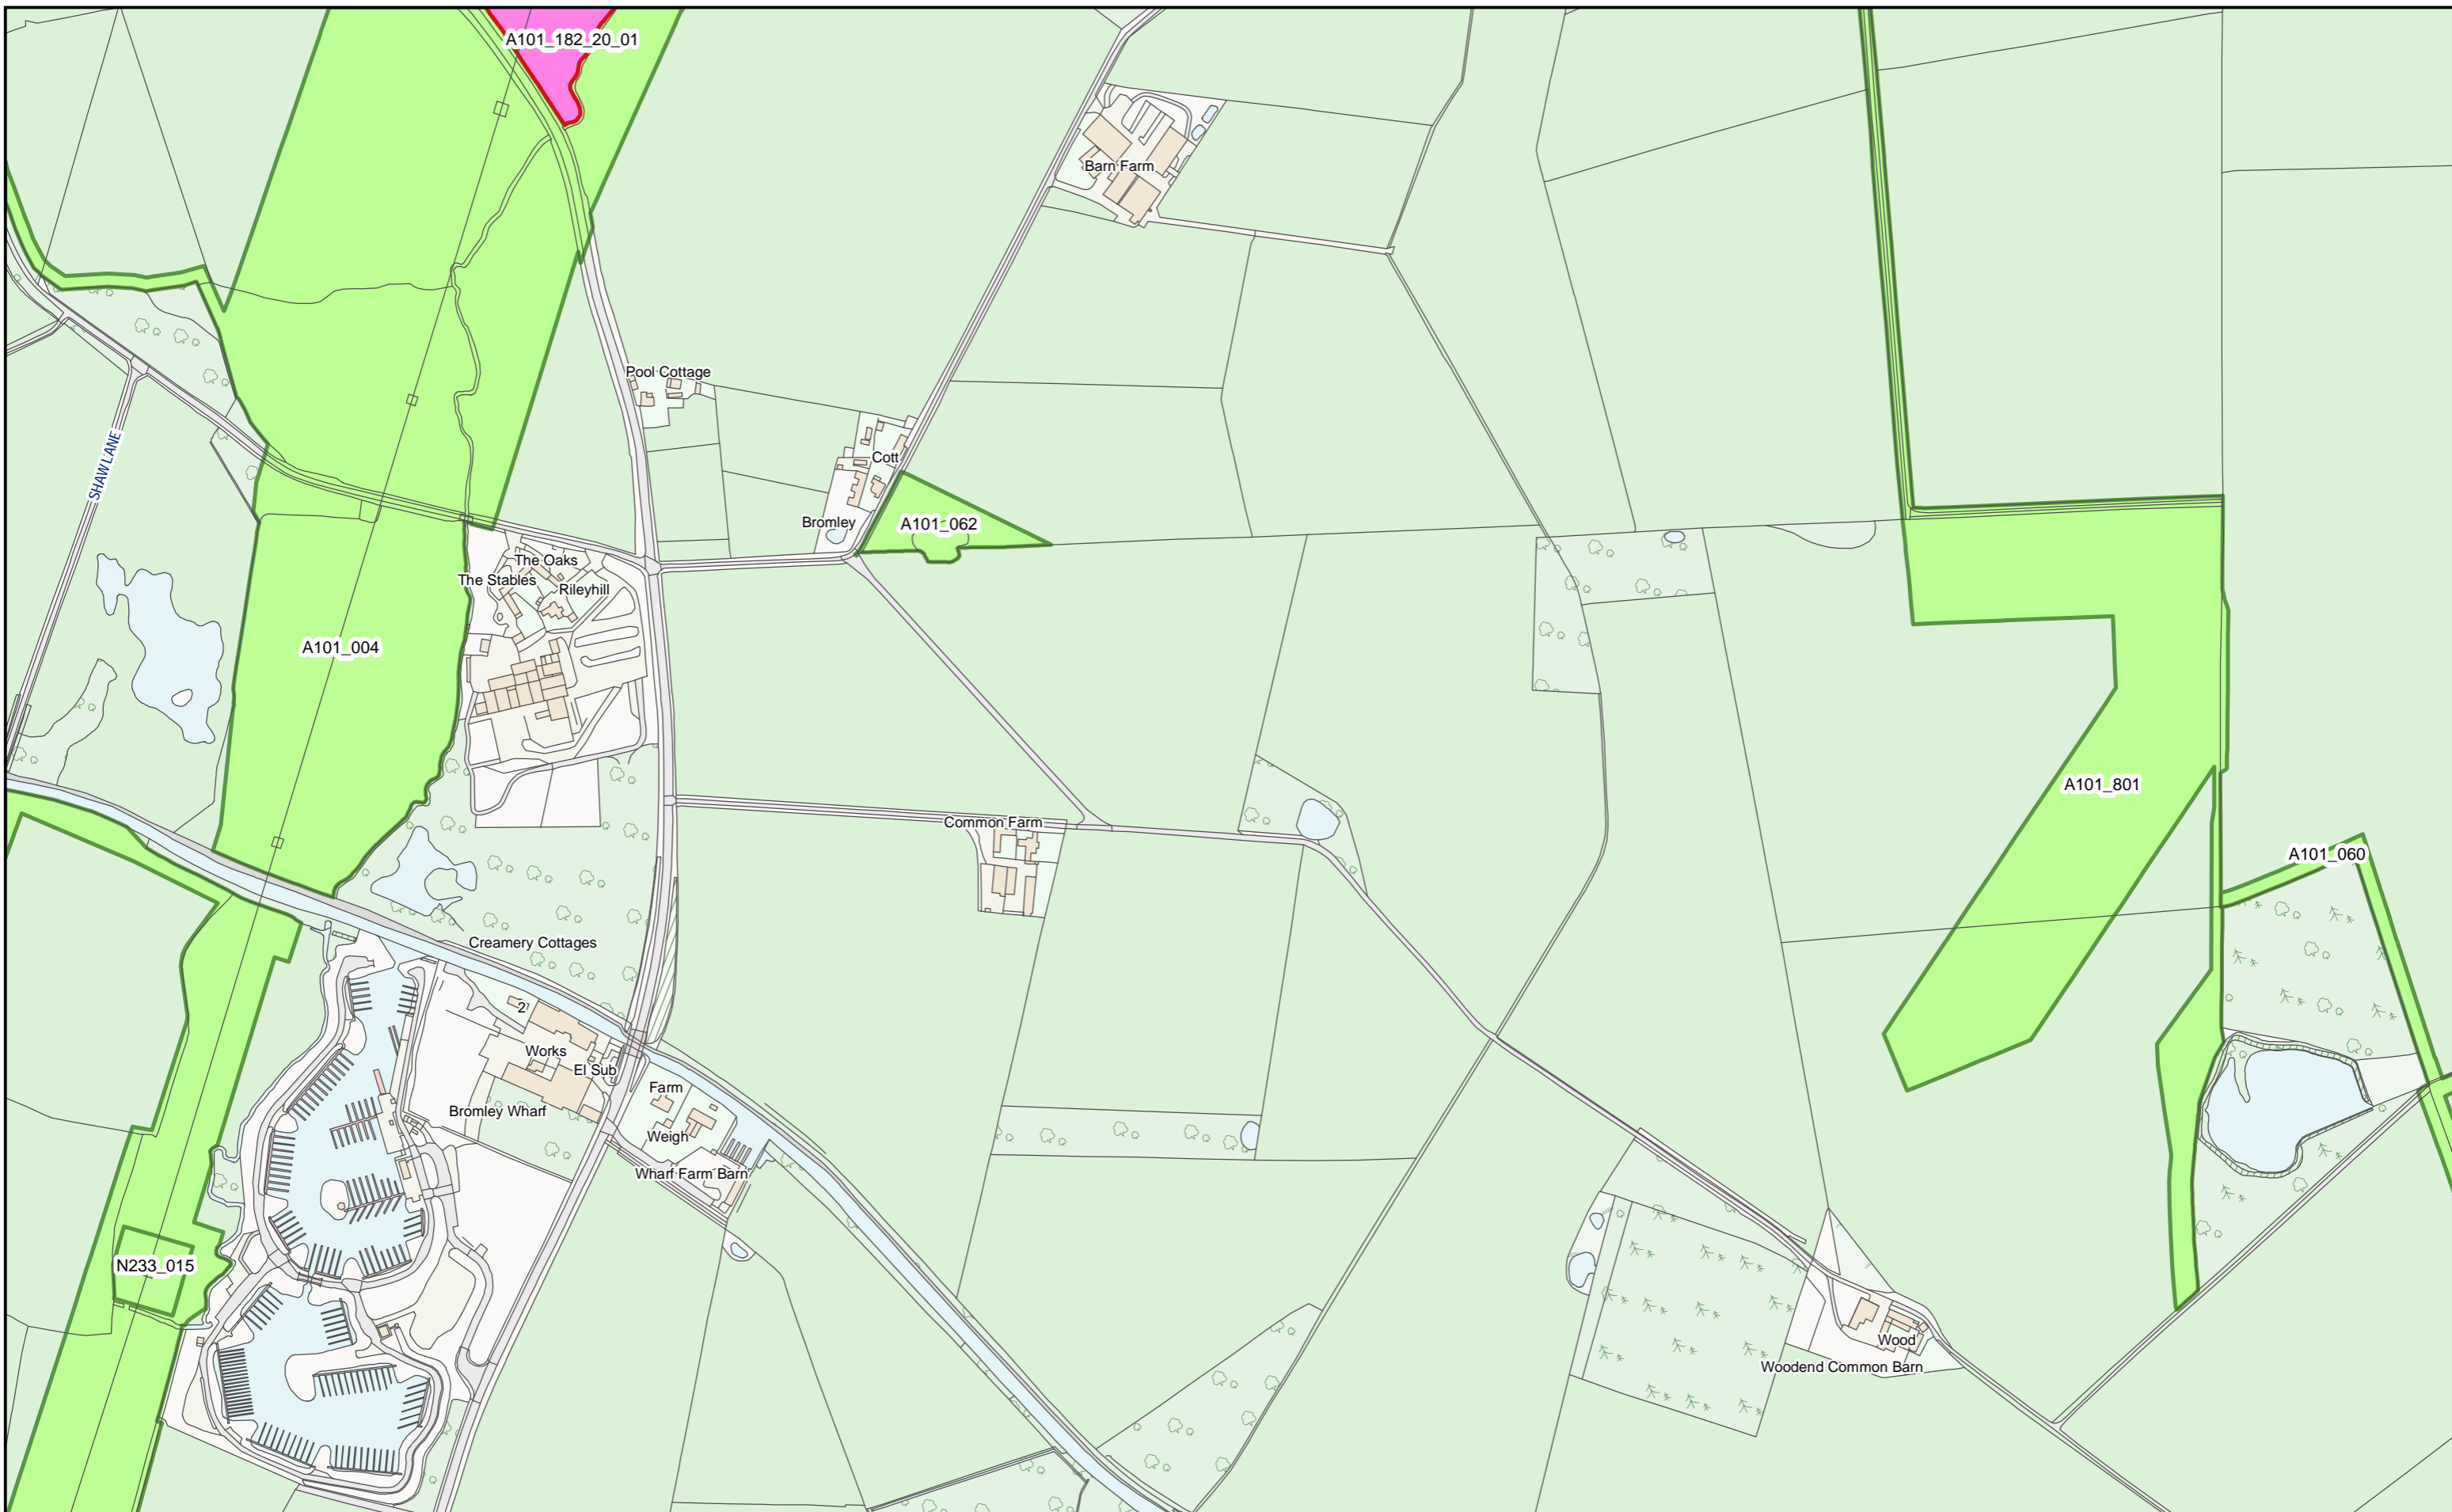 A101_182_20_01
Barn Farm
Pool Cottage
SHAW LANE
Cott
Bromley
A101_062
The Oaks
The Stables
Rileyhill
A101_004
A101_801
Common Farm
A101_060
Creamery Cottages
2
Works
El Sub
Farm
Bromley Wharf
Weigh
Wharf Farm Barn
N233_015
Wood
Woodend Common Barn